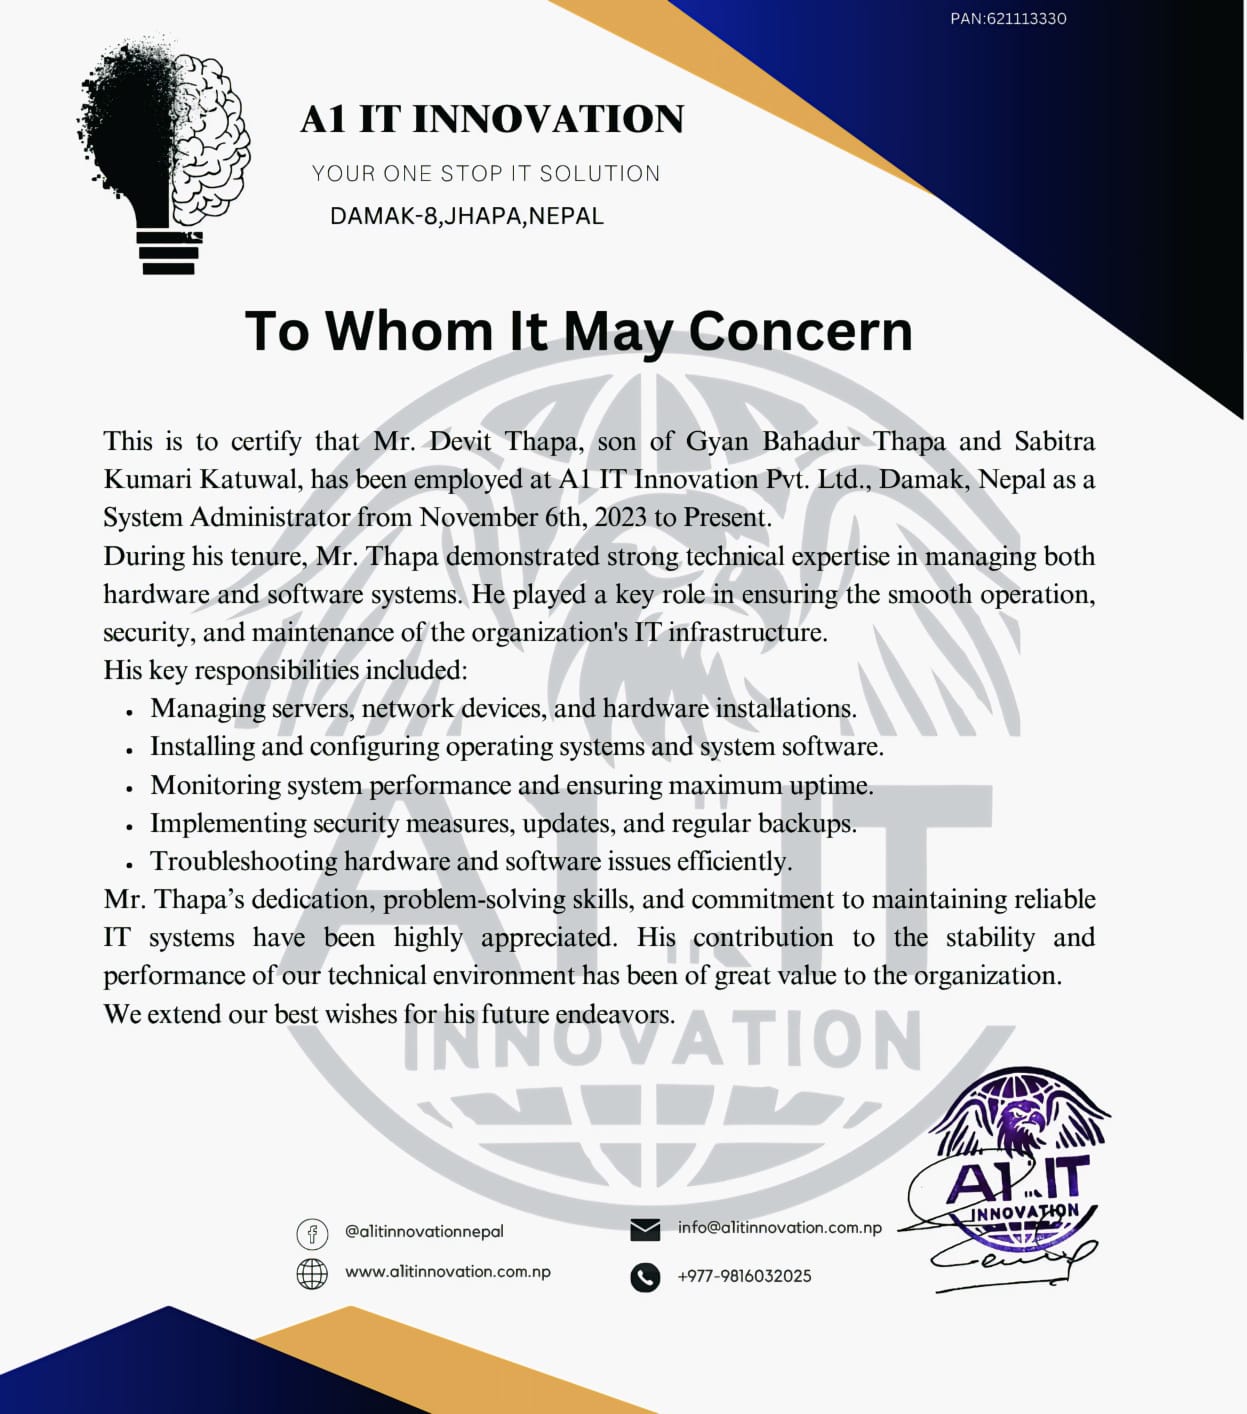 PAN:621113330
A1 IT INNOVATION
YOUR ONE STOP IT SOLUTION
DAMAK-8,JHAPA,NEPAL
To Whom It May Concern
This is to certify that Mr. Devit Thapa, son of Gyan Bahadur Thapa and Sabitra
Kumari Katuwal, has been employed at A1 IT Innovation Pvt. Ltd., Damak, Nepal as a
System Administrator from November 6th, 2023 to Present.
During his tenure, Mr. Thapa demonstrated strong technical expertise in managing both
hardware and software systems. He played a key role in ensuring the smooth operation,
security, and maintenance of the organization's IT infrastructure.
His key responsibilities included:
• Managing servers, network devices, and hardware installations.
• Installing and configuring operating systems and system software.
• Monitoring system performance and ensuring maximum uptime.
• Implementing security measures, updates, and regular backups.
• Troubleshooting hardware and software issues efficiently.
Mr. Thapa’s dedication, problem-solving skills, and commitment to maintaining reliable
IT systems have been highly appreciated. His contribution to the stability and
performance of our technical environment has been of great value to the organization.
We extend our best wishes for his future endeavors.
A1 IT
INNOVATION
A1 IT
INNOVATION
@a1itinnovationnepal
info@a1itinnovation.com.np
www.a1itinnovation.com.np
+977-9816032025